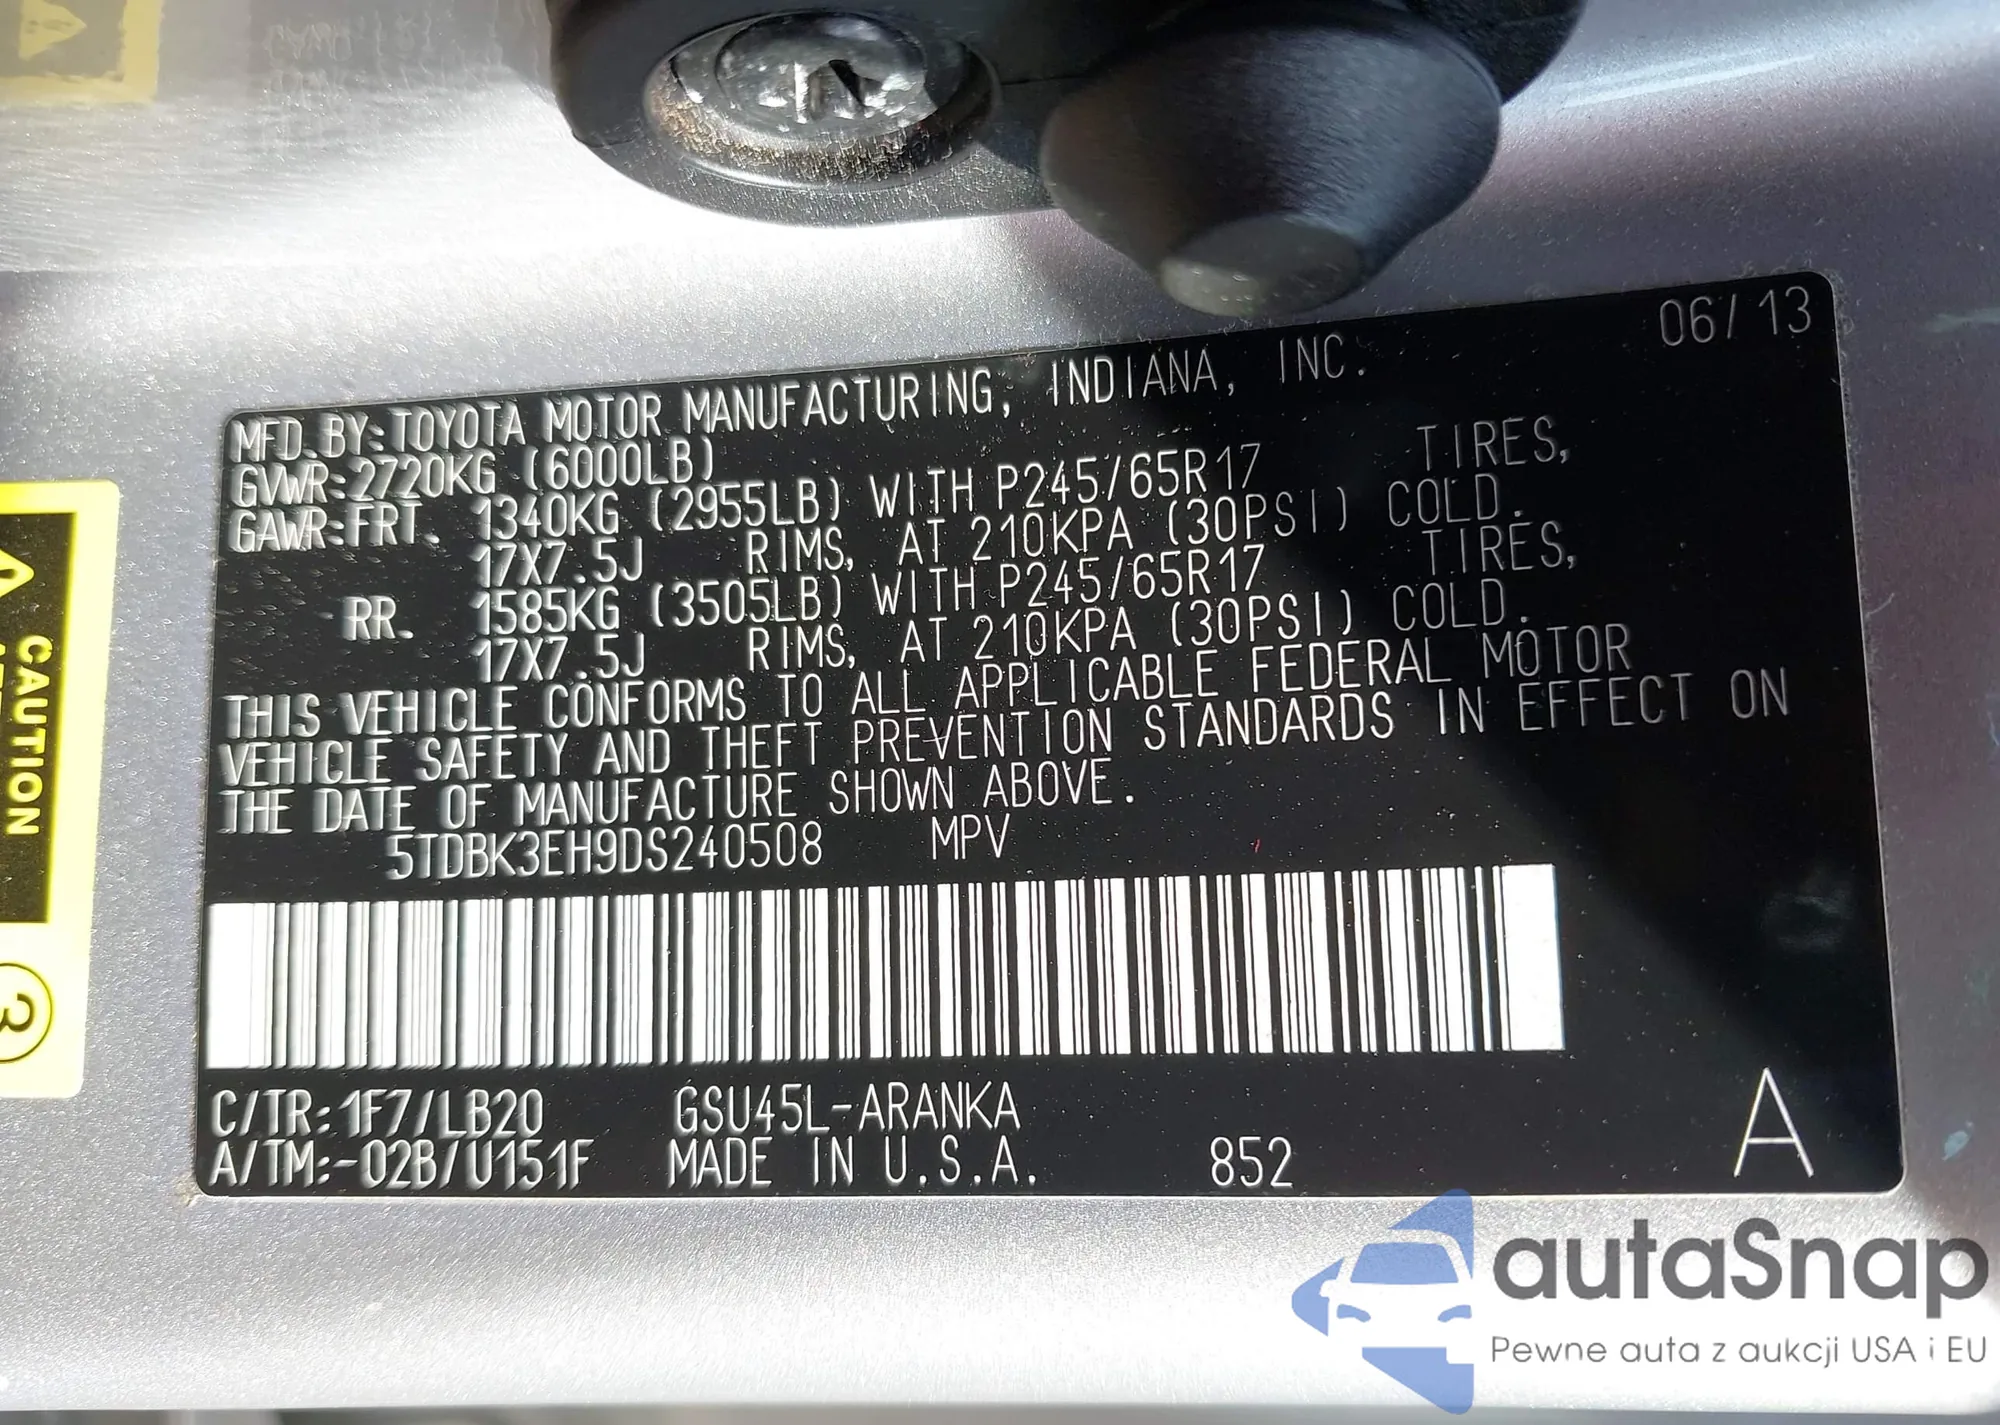 06/13
MFD. BY: TOYOTA MOTOR MANUFACTURING, INDIANA, INC.
GVWR: 2720KG (6000LB)
GAWR: FRT. 1340KG (2955LB) WITH P245/65R17 TIRES,
17X7.5J RIMS, AT 210KPA (30PSI) COLD.
RR. 1585KG (3505LB) WITH P245/65R17 TIRES,
17X7.5J RIMS, AT 210KPA (30PSI) COLD.
THIS VEHICLE CONFORMS TO ALL APPLICABLE FEDERAL MOTOR
VEHICLE SAFETY AND THEFT PREVENTION STANDARDS IN EFFECT ON
THE DATE OF MANUFACTURE SHOWN ABOVE.
5TDBK3EH9DS240508 MPV
C/TR: 1F7/LB20 GSU45L-ARANKA
A/TM: -02B/U151F MADE IN U.S.A. 852 A
CAUTION
3
autaSnap
Pewne auta z aukcji USA i EU